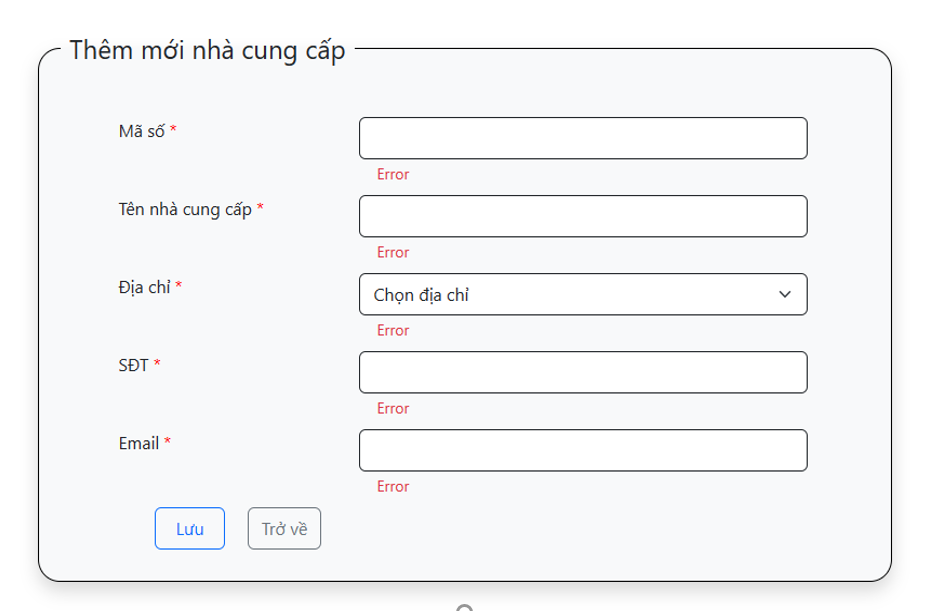 Thêm mới nhà cung cấp
Mã số *
Error
Tên nhà cung cấp *
Error
Địa chỉ * Chọn địa chỉ
Error
SĐT *
Error
Email *
Error
Lưu Trở về